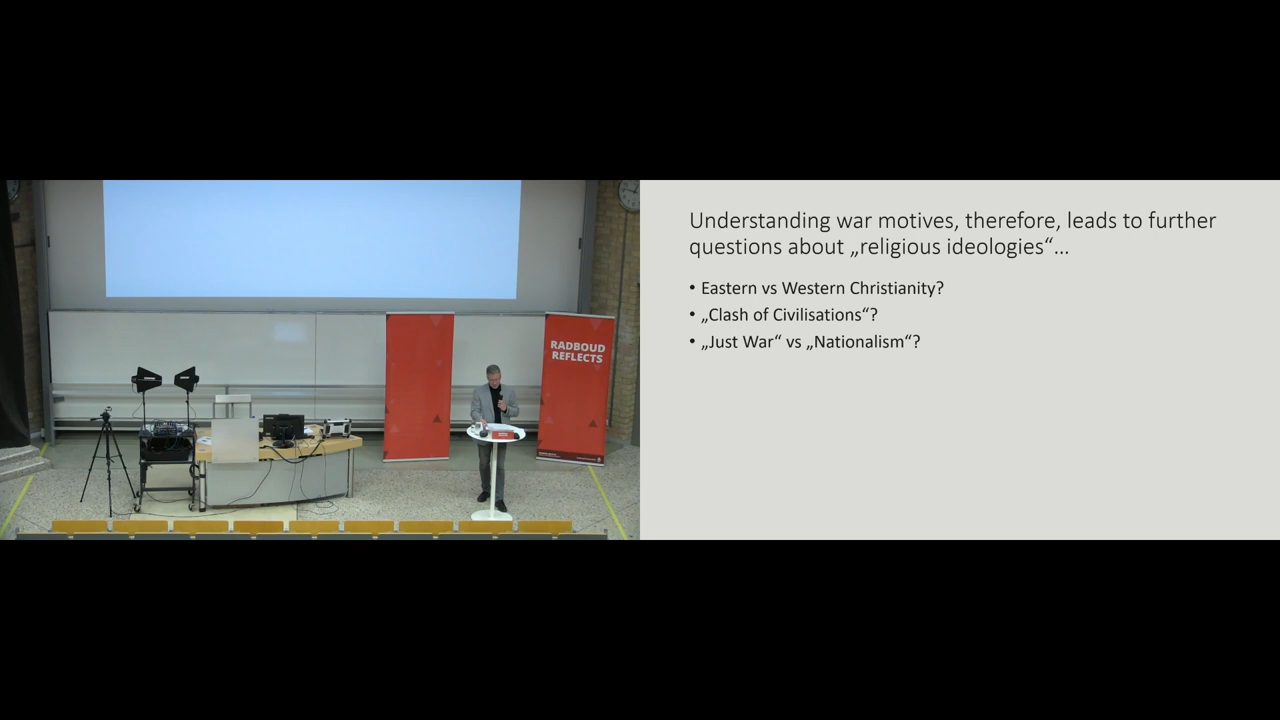 RADBOUD
REFLECTS
Understanding war motives, therefore, leads to further
questions about „religious ideologies“...
• Eastern vs Western Christianity?
• „Clash of Civilisations“?
• „Just War“ vs „Nationalism“?